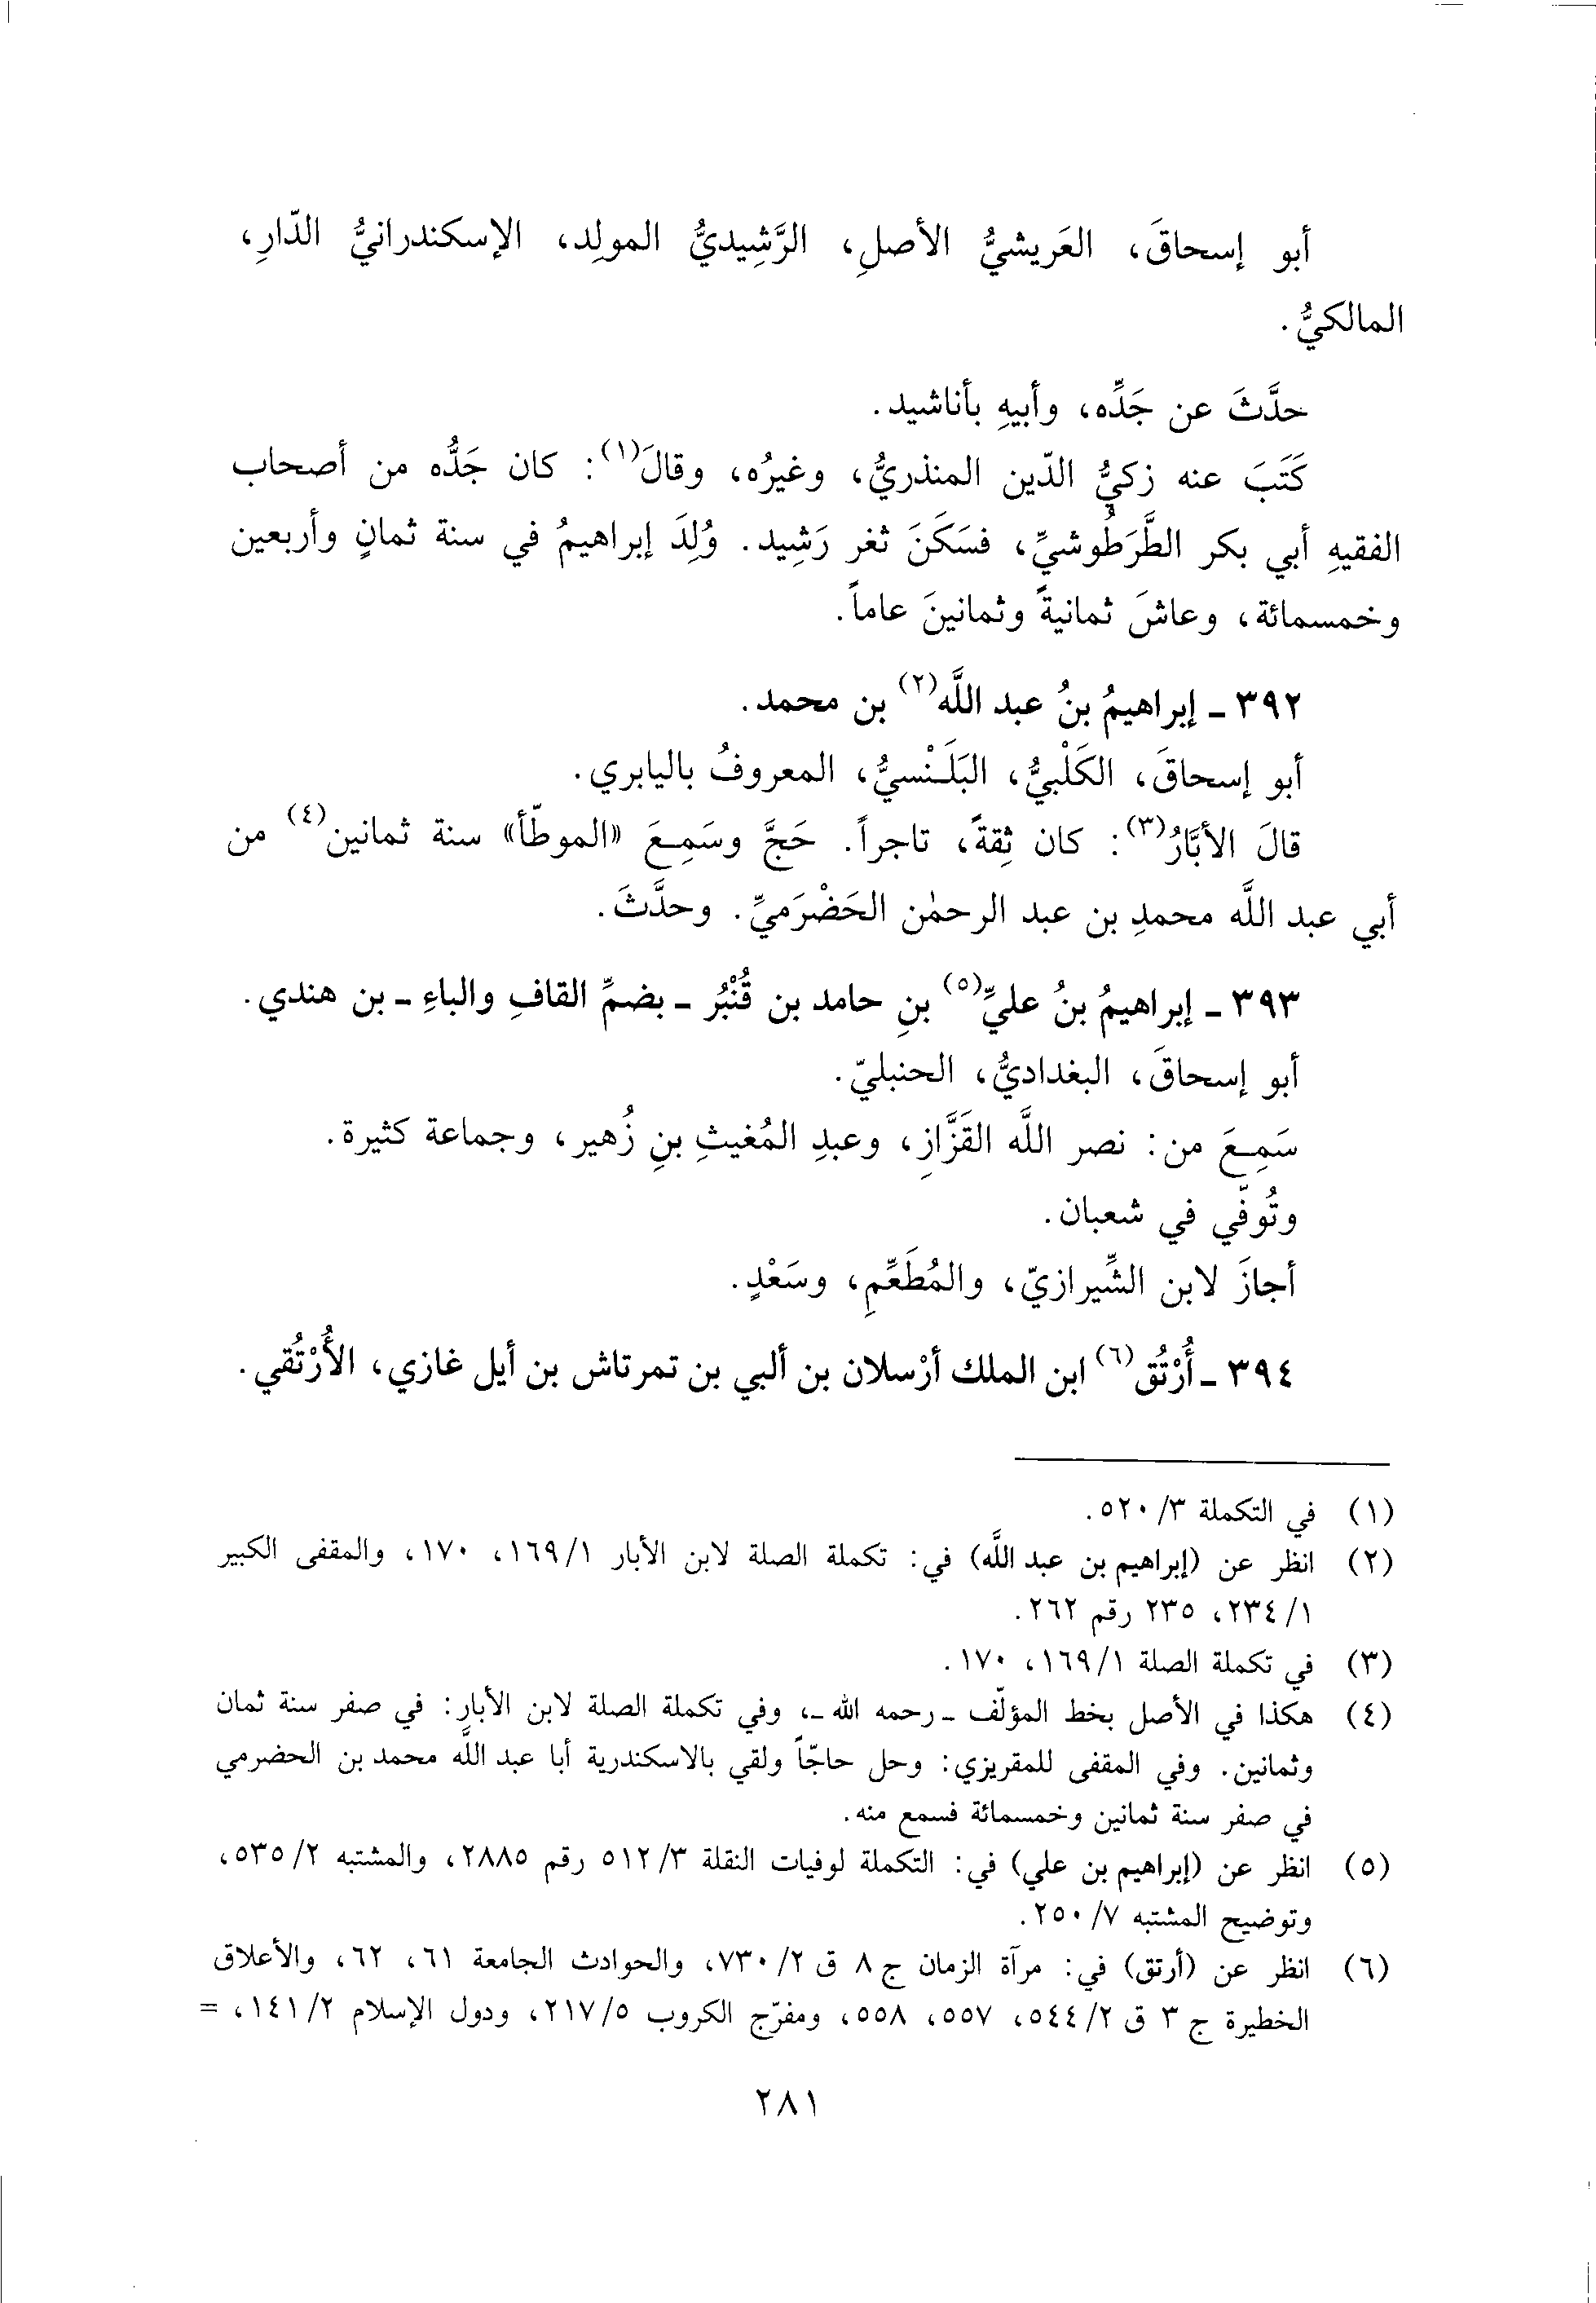 أبو إسحاقَ، العَريشيُّ الأصلِ، الرَّشِيديُّ المولِد، الإسكندرانيُّ الدّارِ،
المالكيُّ.
حدَّثَ عن جَدِّه، وأبيهِ بأناشيد.
كَتَبَ عنه زكيُّ الدّين المنذريُّ، وغيرُه، وقالَ(١): كان جَدُّه من أصحاب
الفقيهِ أبي بكر الطَّرَطُوشيِّ، فسَكَنَ ثغر رَشِيد. وُلِدَ إبراهيمُ في سنة ثمانٍ وأربعين
وخمسمائة، وعاشَ ثمانيةً وثمانينَ عاماً.
٣٩٢ ـ إبراهيمُ بنُ عبد اللَّه(٢) بن محمد.
أبو إسحاقَ، الكَلْبيُّ، البَلَنْسيُّ، المعروفُ باليابري.
قالَ الأبَّارُ(٣): كان ثِقةً، تاجراً. حَجَّ وسَمِعَ «الموطّأ» سنة ثمانين(٤) من
أبي عبد اللَّه محمدِ بن عبد الرحمٰن الحَضْرَميِّ. وحدَّثَ.
٣٩٣ ـ إبراهيمُ بنُ عليِّ(٥) بنِ حامد بن قُنْبُر ـ بضمِّ القافِ والباءِ ـ بن هندي.
أبو إسحاقَ، البغداديُّ، الحنبليّ.
سَمِعَ من: نصر اللَّه القَزَّازِ، وعبدِ المُغيثِ بنِ زُهير، وجماعة كثيرة.
وتُوفّي في شعبان.
أجازَ لابن الشِّيرازيّ، والمُطَعِّمِ، وسَعْدٍ.
٣٩٤ ـ أُرْتُق(٦) ابن الملك أرْسلان بن ألبي بن تمرتاش بن أيل غازي، الأُرْتُقي.
(١) في التكملة ٣/ ٥٢٠.
(٢) انظر عن (إبراهيم بن عبد اللَّه) في: تكملة الصلة لابن الأبار ١/ ١٦٩، ١٧٠، والمقفى الكبير
١/ ٢٣٤، ٢٣٥ رقم ٢٦٢.
(٣) في تكملة الصلة ١/ ١٦٩، ١٧٠.
(٤) هكذا في الأصل بخط المؤلّف ـ رحمه الله ـ، وفي تكملة الصلة لابن الأبار: في صفر سنة ثمان
وثمانين. وفي المقفى للمقريزي: وحل حاجّاً ولقي بالاسكندرية أبا عبد اللَّه محمد بن الحضرمي
في صفر سنة ثمانين وخمسمائة فسمع منه.
(٥) انظر عن (إبراهيم بن علي) في: التكملة لوفيات النقلة ٣/ ٥١٢ رقم ٢٨٨٥، والمشتبه ٢/ ٥٣٥،
وتوضيح المشتبه ٧/ ٢٥٠.
(٦) انظر عن (أرتق) في: مرآة الزمان ج ٨ ق ٢/ ٧٣٠، والحوادث الجامعة ٦١، ٦٢، والأعلاق
الخطيرة ج ٣ ق ٢/ ٥٤٤، ٥٥٧، ٥٥٨، ومفرّج الكروب ٥/ ٢١٧، ودول الإسلام ٢/ ١٤١، =
٢٨١